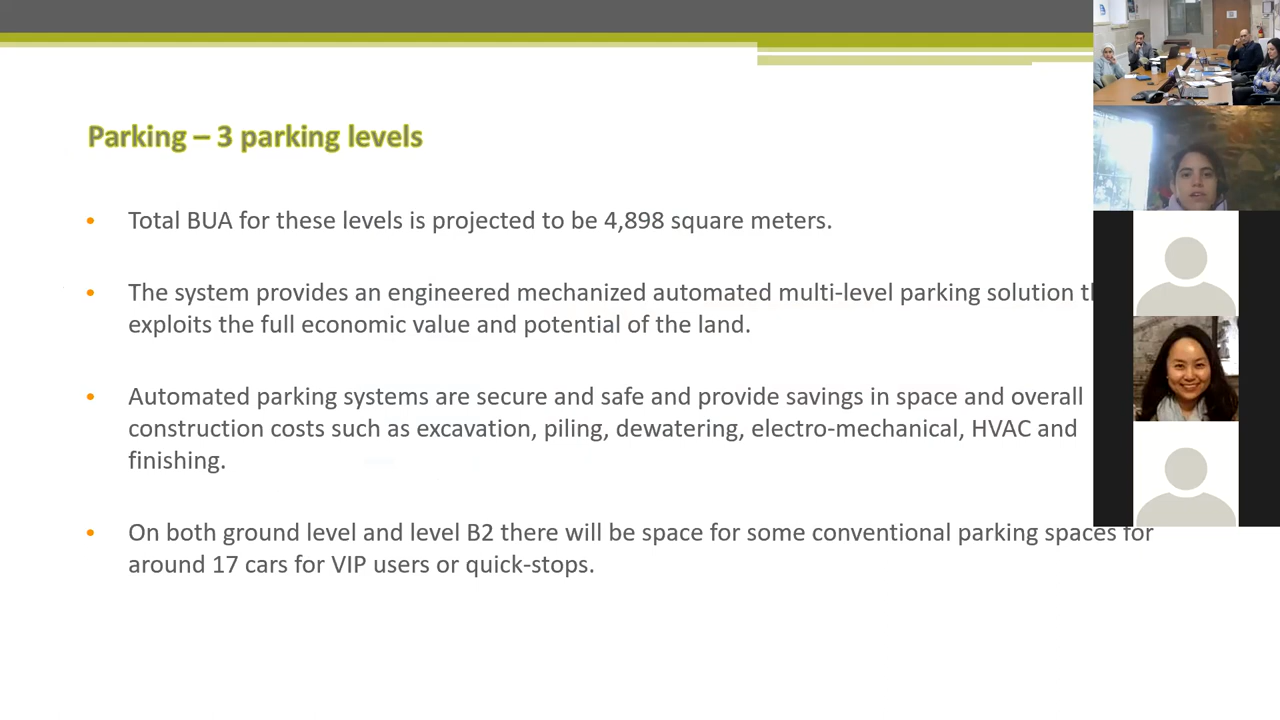 Parking – 3 parking levels
• Total BUA for these levels is projected to be 4,898 square meters.
• The system provides an engineered mechanized automated multi-level parking solution
exploits the full economic value and potential of the land.
• Automated parking systems are secure and safe and provide savings in space and overall
construction costs such as excavation, piling, dewatering, electro-mechanical, HVAC and
finishing.
• On both ground level and level B2 there will be space for some conventional parking spaces for
around 17 cars for VIP users or quick-stops.